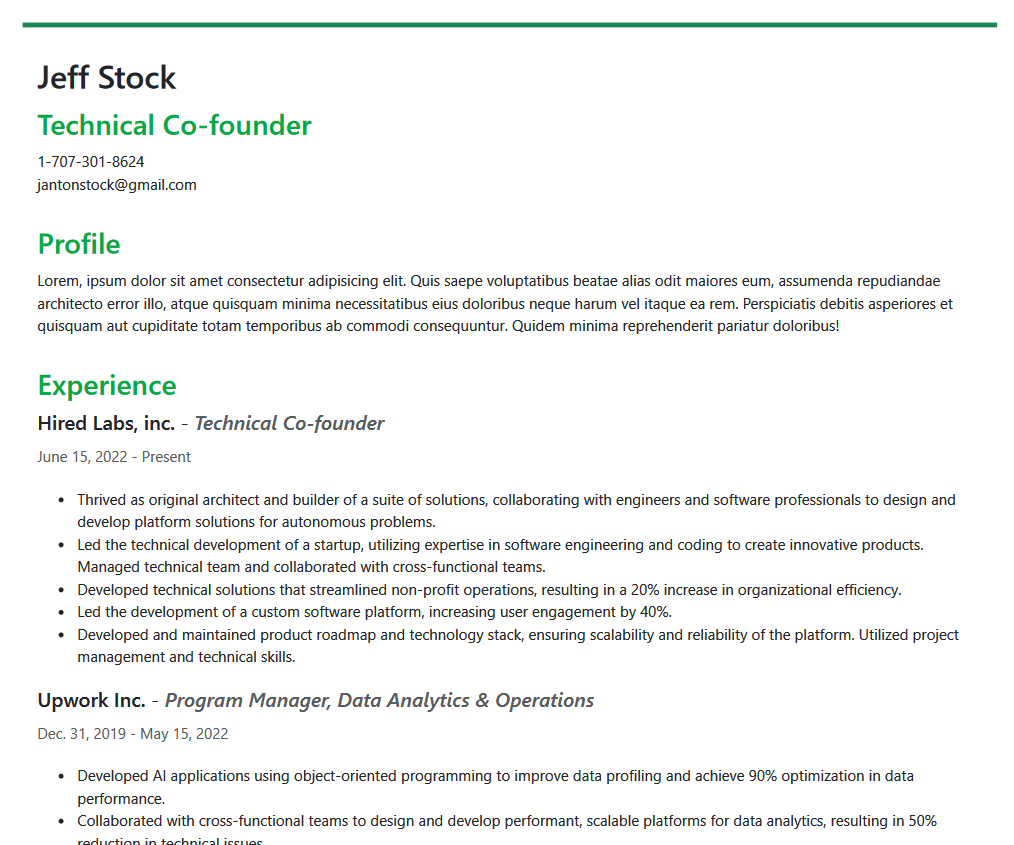 Jeff Stock
Technical Co-founder
1-707-301-8624
jantonstock@gmail.com
Profile
Lorem, ipsum dolor sit amet consectetur adipisicing elit. Quis saepe voluptatibus beatae alias odit maiores eum, assumenda repudiandae
architecto error illo, atque quisquam minima necessitatibus eius doloribus neque harum vel itaque ea rem. Perspiciatis debitis asperiores et
quisquam aut cupiditate totam temporibus ab commodi consequuntur. Quidem minima reprehenderit pariatur doloribus!
Experience
Hired Labs, inc. - Technical Co-founder
June 15, 2022 - Present
• Thrived as original architect and builder of a suite of solutions, collaborating with engineers and software professionals to design and
develop platform solutions for autonomous problems.
• Led the technical development of a startup, utilizing expertise in software engineering and coding to create innovative products.
Managed technical team and collaborated with cross-functional teams.
• Developed technical solutions that streamlined non-profit operations, resulting in a 20% increase in organizational efficiency.
• Led the development of a custom software platform, increasing user engagement by 40%.
• Developed and maintained product roadmap and technology stack, ensuring scalability and reliability of the platform. Utilized project
management and technical skills.
Upwork Inc. - Program Manager, Data Analytics & Operations
Dec. 31, 2019 - May 15, 2022
• Developed AI applications using object-oriented programming to improve data profiling and achieve 90% optimization in data
performance.
• Collaborated with cross-functional teams to design and develop performant, scalable platforms for data analytics, resulting in 50%
reduction in technical issues